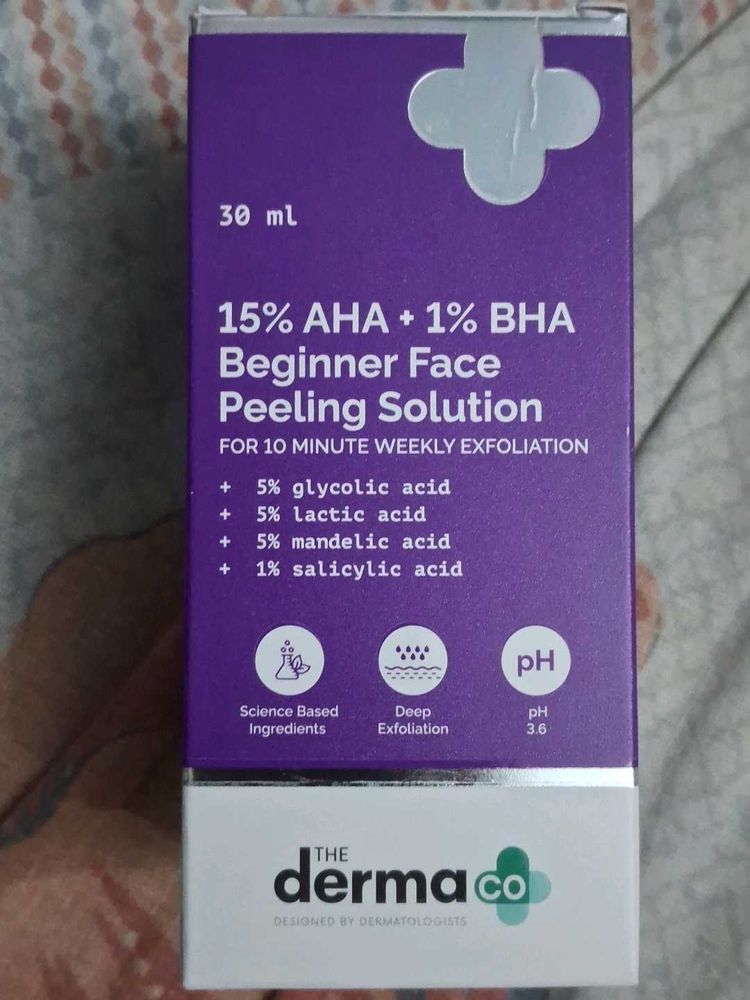 30 ml
15% AHA + 1% BHA
Beginner Face
Peeling Solution
FOR 10 MINUTE WEEKLY EXFOLIATION
+ 5% glycolic acid
+ 5% lactic acid
+ 5% mandelic acid
+ 1% salicylic acid
pH
Science Based
Ingredients
Deep
Exfoliation
pH
3.6
THE
derma co
DESIGNED BY DERMATOLOGISTS